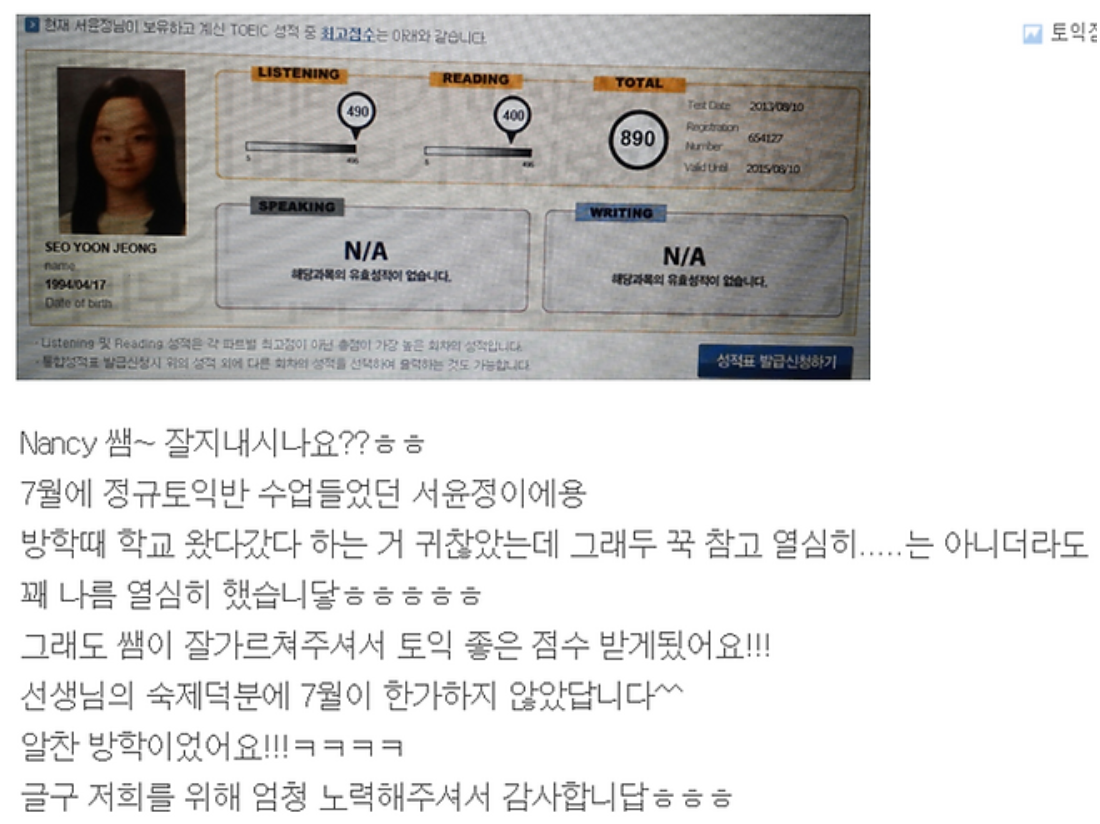 현재 서윤정님이 보유하고 계신 TOEIC 성적 중 최고점수는 아래와 같습니다.
토익점
LISTENING
READING
TOTAL
490
400
890
5
495
5
495
Test Date 2013/08/10
Registration Number 654127
Valid Until 2015/08/10
SEO YOON JEONG
name
1994/04/17
Date of birth
SPEAKING
N/A
해당과목의 유효성적이 없습니다.
WRITING
N/A
해당과목의 유효성적이 없습니다.
· Listening 및 Reading 성적은 각 파트별 최고점이 아닌 총점이 가장 높은 회차의 성적입니다.
· 통합성적표 발급신청시 위의 성적 외에 다른 회차의 성적을 선택하여 출력하는 것도 가능합니다.
성적표 발급신청하기
Nancy 쌤~ 잘지내시나요??ㅎㅎ
7월에 정규토익반 수업들었던 서윤정이에용
방학때 학교 왔다갔다 하는 거 귀찮았는데 그래두 꾹 참고 열심히.....는 아니더라도
꽤 나름 열심히 했습니닿ㅎㅎㅎㅎㅎ
그래도 쌤이 잘가르쳐주셔서 토익 좋은 점수 받게됬어요!!!
선생님의 숙제덕분에 7월이 한가하지 않았답니다^^
알찬 방학이었어요!!!ㅋㅋㅋㅋ
글구 저희를 위해 엄청 노력해주셔서 감사합니답ㅎㅎㅎ